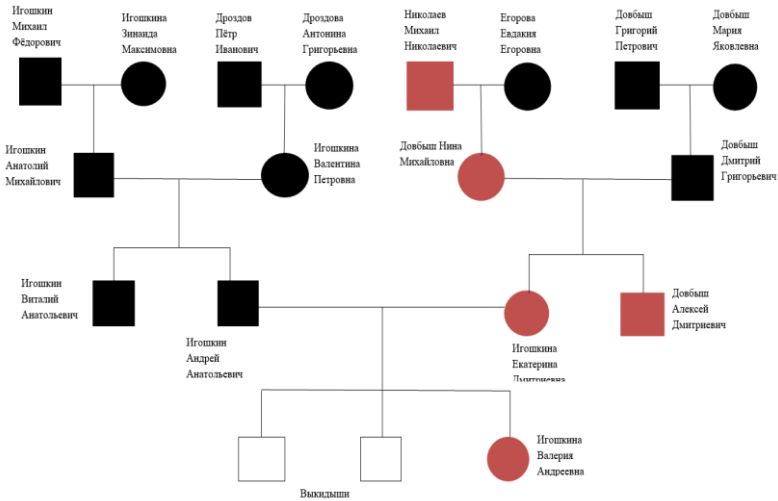 Игошкин
Михаил
Фёдорович
Игошкина
Зинаида
Максимовна
Дроздов
Пётр
Иванович
Дроздова
Антонина
Григорьевна
Николаев
Михаил
Николаевич
Егорова
Евдакия
Егоровна
Довбыш
Григорий
Петрович
Довбыш
Мария
Яковлевна
Игошкин
Анатолий
Михайлович
Игошкина
Валентина
Петровна
Довбыш Нина
Михайловна
Довбыш
Дмитрий
Григорьевич
Игошкин
Виталий
Анатольевич
Игошкин
Андрей
Анатольевич
Игошкина
Екатерина
Дмитриевна
Довбыш
Алексей
Дмитриевич
Игошкина
Валерия
Андреевна
Выкидыши